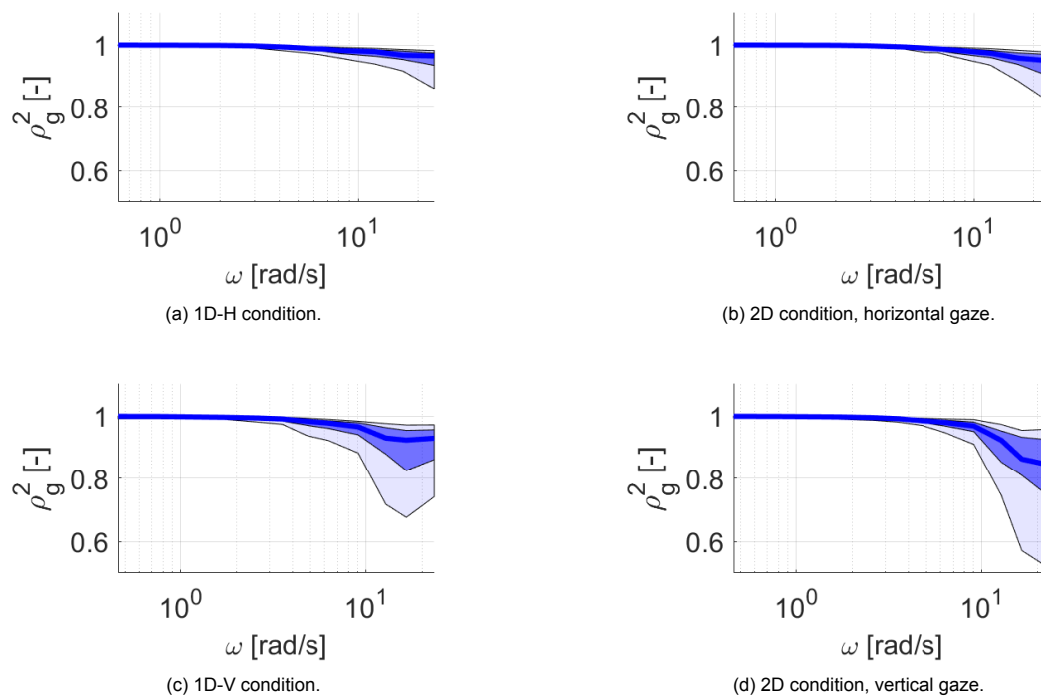 1
0.8
0.6
ρ_g^2 [-]
10^0
10^1
ω [rad/s]
(a) 1D-H condition.
1
0.8
0.6
ρ_g^2 [-]
10^0
10^1
ω [rad/s]
(b) 2D condition, horizontal gaze.
1
0.8
0.6
ρ_g^2 [-]
10^0
10^1
ω [rad/s]
(c) 1D-V condition.
1
0.8
0.6
ρ_g^2 [-]
10^0
10^1
ω [rad/s]
(d) 2D condition, vertical gaze.